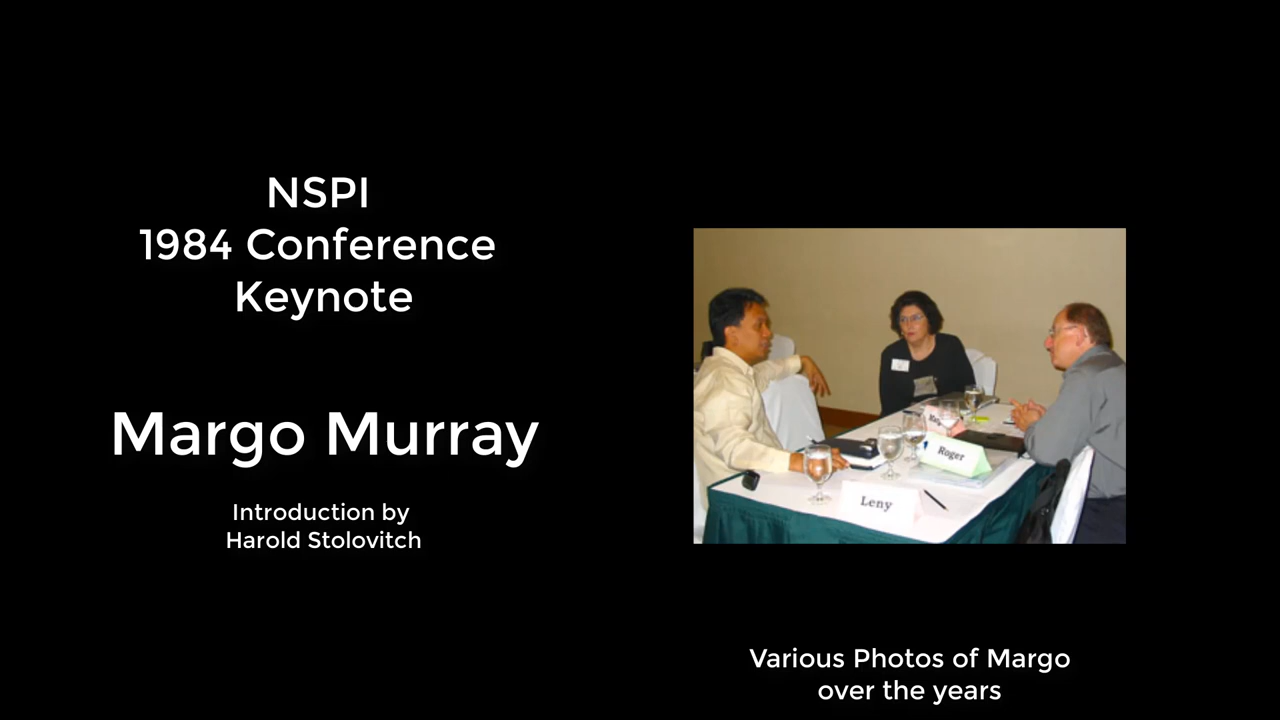 NSPI
1984 Conference
Keynote
Margo Murray
Introduction by
Harold Stolovitch
Roger
Leny
Various Photos of Margo
over the years